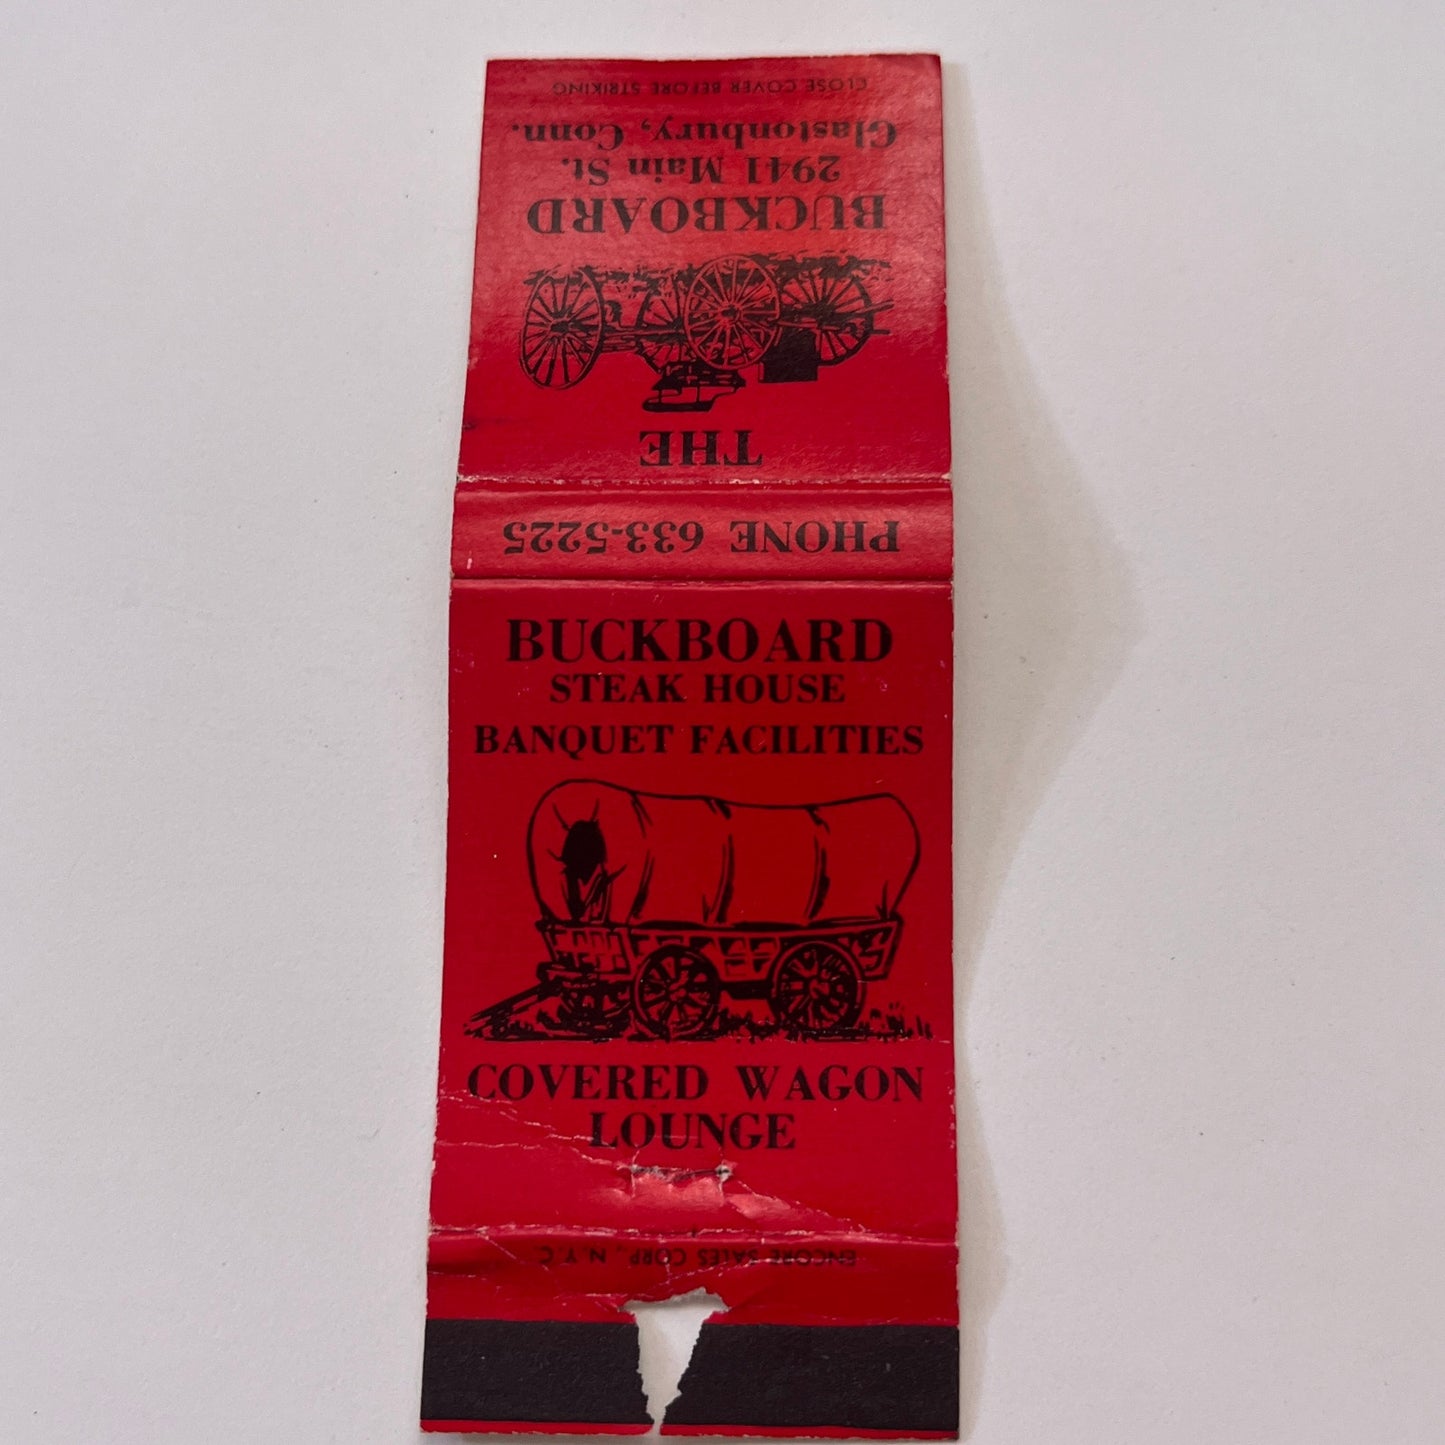 CLOSE COVER BEFORE STRIKING
Glastonbury, Conn.
2941 Main St.
BUCKBOARD
THE
PHONE 633-5225
BUCKBOARD
STEAK HOUSE
BANQUET FACILITIES
COVERED WAGON
LOUNGE
ENCORE SALES CORP., N.Y.C.